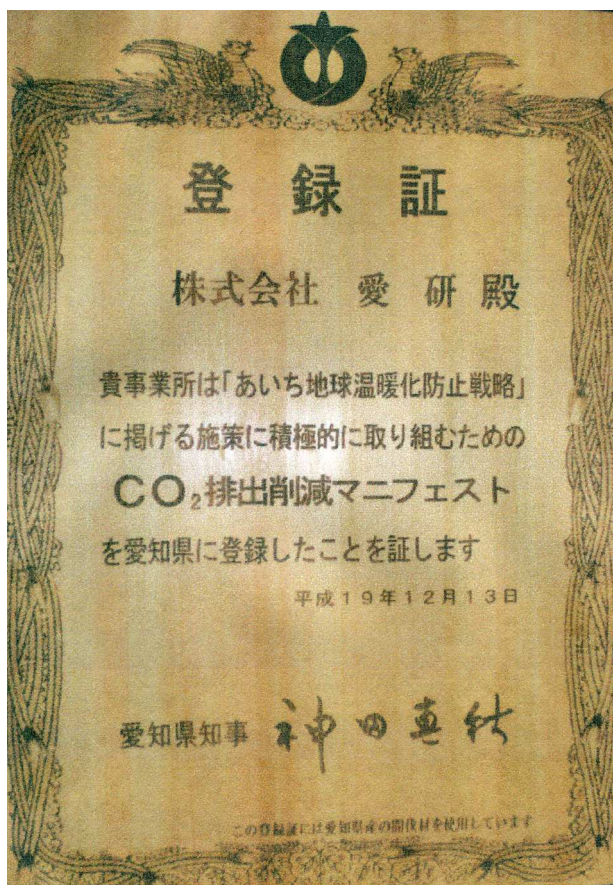 登録証
株式会社 愛研殿
貴事業所は「あいち地球温暖化防止戦略」
に掲げる施策に積極的に取り組むための
CO₂排出削減マニフェスト
を愛知県に登録したことを証します
平成19年12月13日
愛知県知事 神田真秋
この登録証には愛知県産の間伐材を使用しています